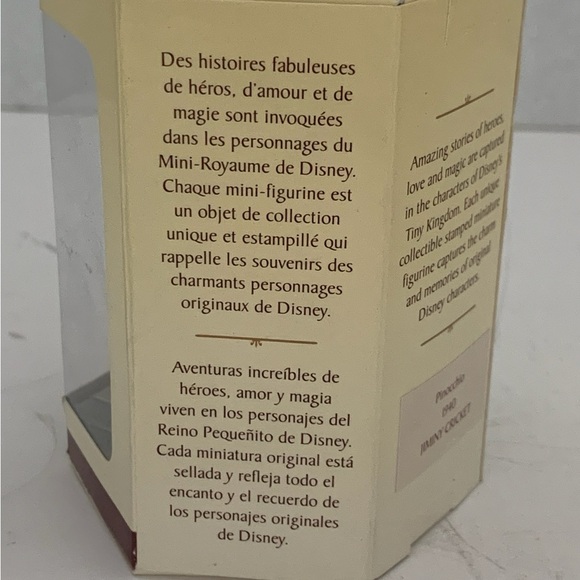 Des histoires fabuleuses
de héros, d'amour et de
magie sont invoquées
dans les personnages du
Mini-Royaume de Disney.
Chaque mini-figurine est
un objet de collection
unique et estampillé qui
rappelle les souvenirs des
charmants personnages
originaux de Disney.
Aventuras increíbles de
héroes, amor y magia
viven en los personajes del
Reino Pequeñito de Disney.
Cada miniatura original está
sellada y refleja todo el
encanto y el recuerdo de
los personajes originales
de Disney.
Amazing stories of heroes,
love and magic are captured
in the characters of Disney's
Tiny Kingdom. Each unique
collectible stamped miniature
figurine captures the charm
and memories of original
Disney characters.
Pinocchio
1940
JIMINY CRICKET